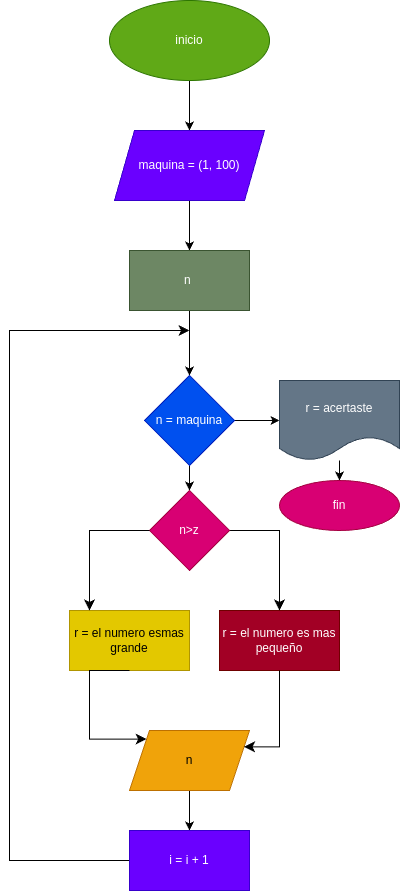 inicio
maquina = (1, 100)
n
n = maquina
r = acertaste
fin
n>z
r = el numero esmas
grande
r = el numero es mas
pequeño
n
i = i + 1